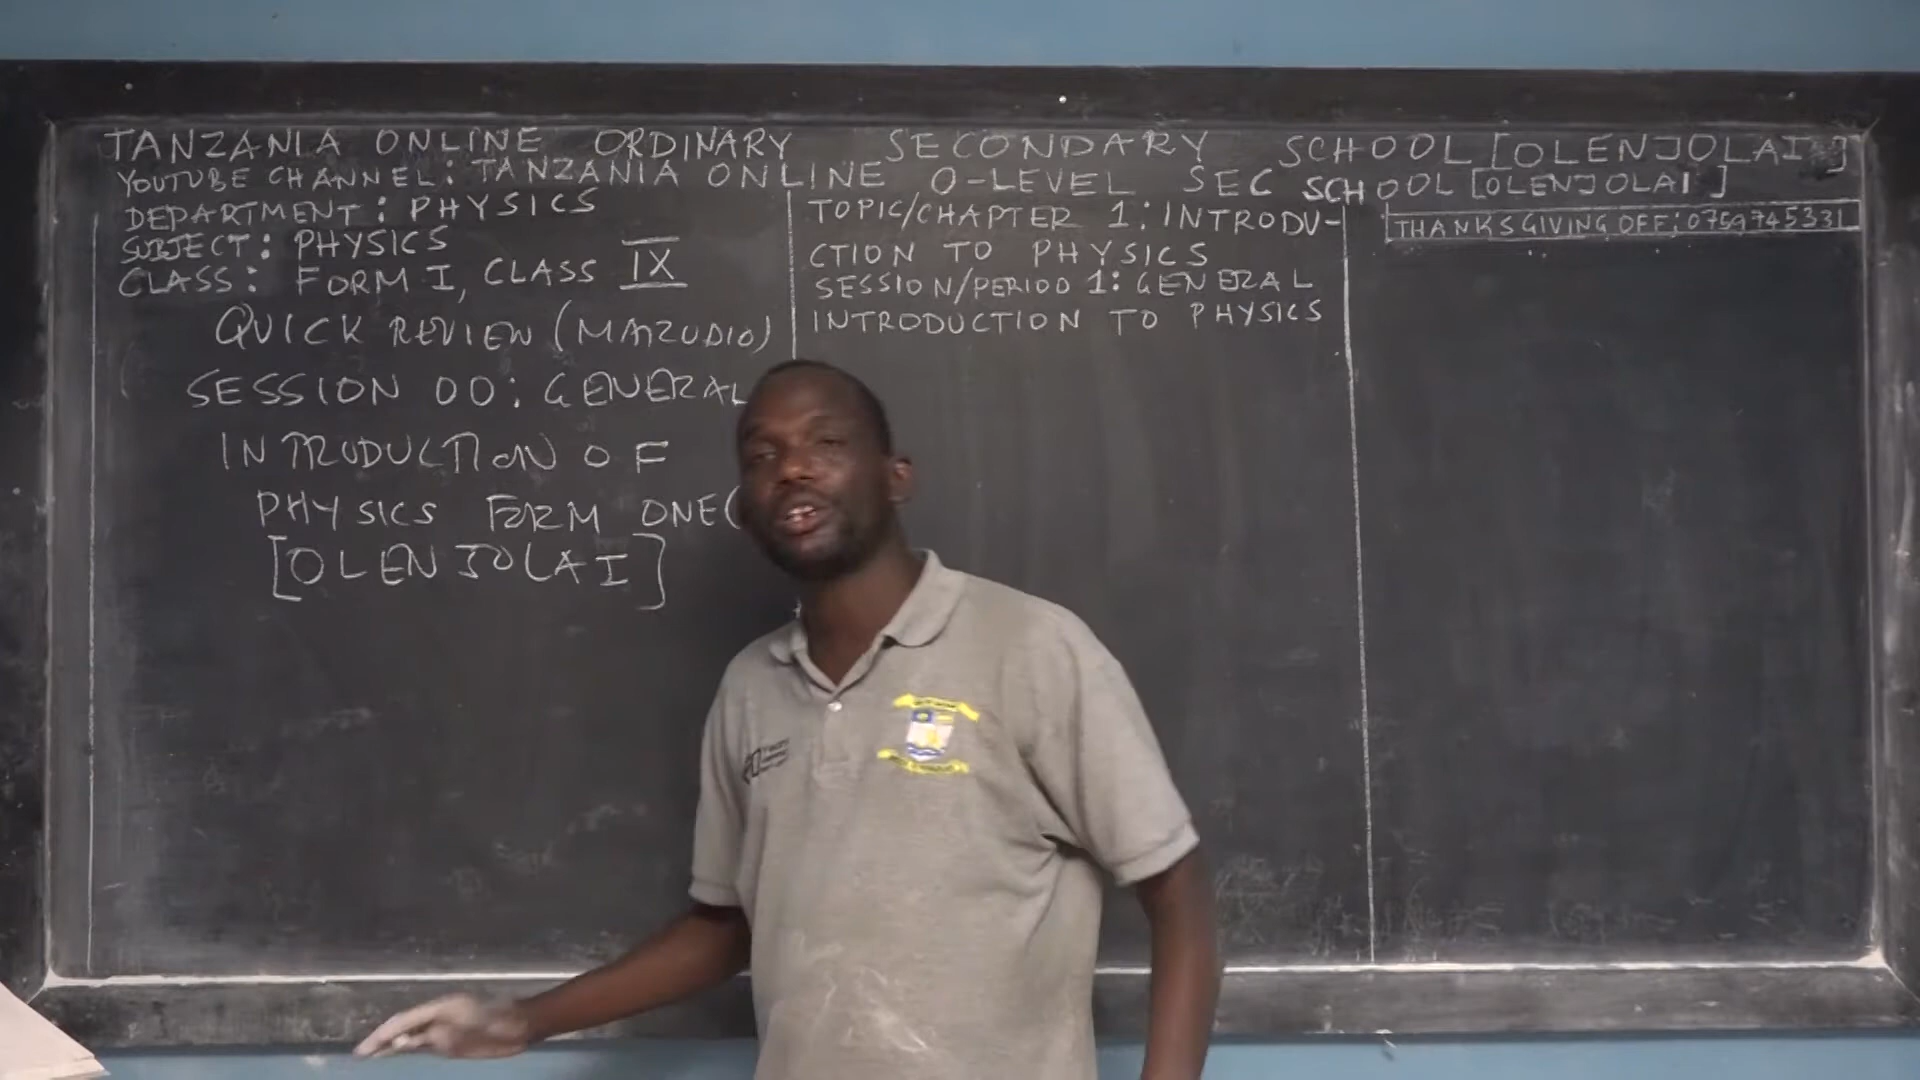 TANZANIA ONLINE ORDINARY SECONDARY SCHOOL [OLENJOLAI]
YOUTUBE CHANNEL: TANZANIA ONLINE O-LEVEL SEC SCHOOL [OLENJOLAI]
DEPARTMENT: PHYSICS
SUBJECT: PHYSICS
CLASS: FORM I, CLASS IX
QUICK REVIEW (MARUDIO)
SESSION 00: GENERAL
INTRODUCTION OF
PHYSICS FORM ONE(
[OLENJOLAI]
TOPIC/CHAPTER 1: INTRODU-
CTION TO PHYSICS
SESSION/PERIOD 1: GENERAL
INTRODUCTION TO PHYSICS
THANKSGIVING OFF; 0759745331